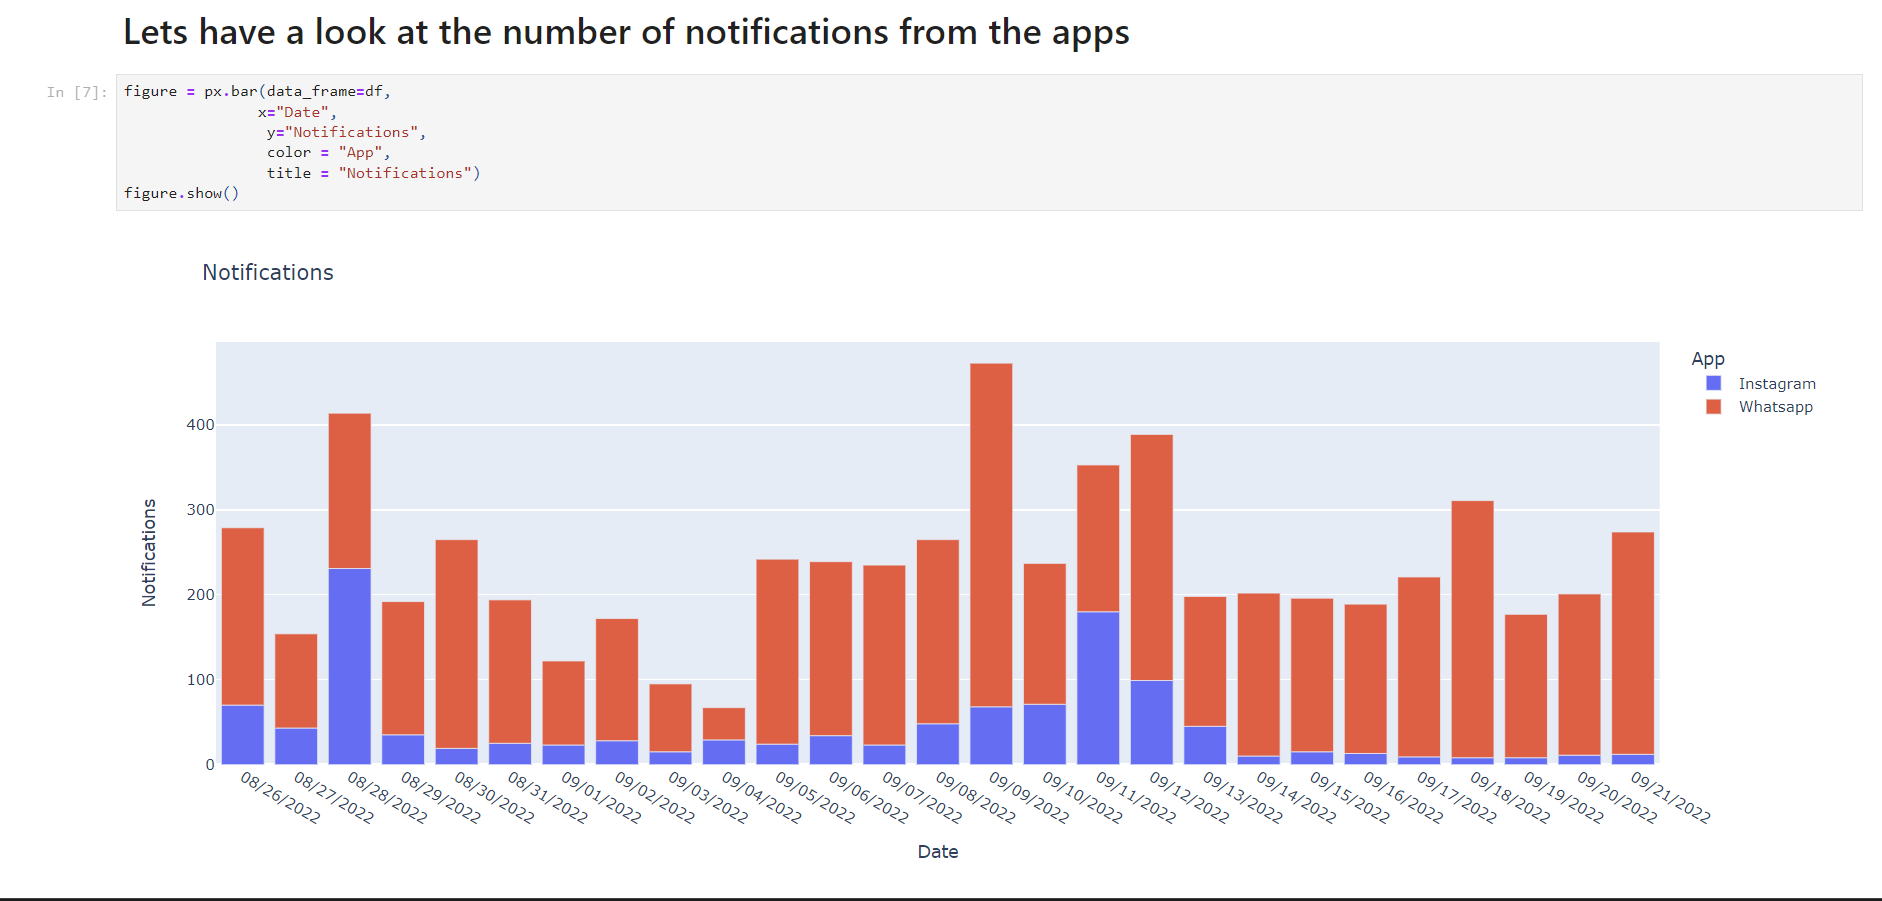 Lets have a look at the number of notifications from the apps
In [7]:
figure = px.bar(data_frame=df,
x="Date",
y="Notifications",
color = "App",
title = "Notifications")
figure.show()
Notifications
App
Instagram
Whatsapp
Notifications
400
300
200
100
0
08/26/2022
08/27/2022
08/28/2022
08/29/2022
08/30/2022
08/31/2022
09/01/2022
09/02/2022
09/03/2022
09/04/2022
09/05/2022
09/06/2022
09/07/2022
09/08/2022
09/09/2022
09/10/2022
09/11/2022
09/12/2022
09/13/2022
09/14/2022
09/15/2022
09/16/2022
09/17/2022
09/18/2022
09/19/2022
09/20/2022
09/21/2022
Date